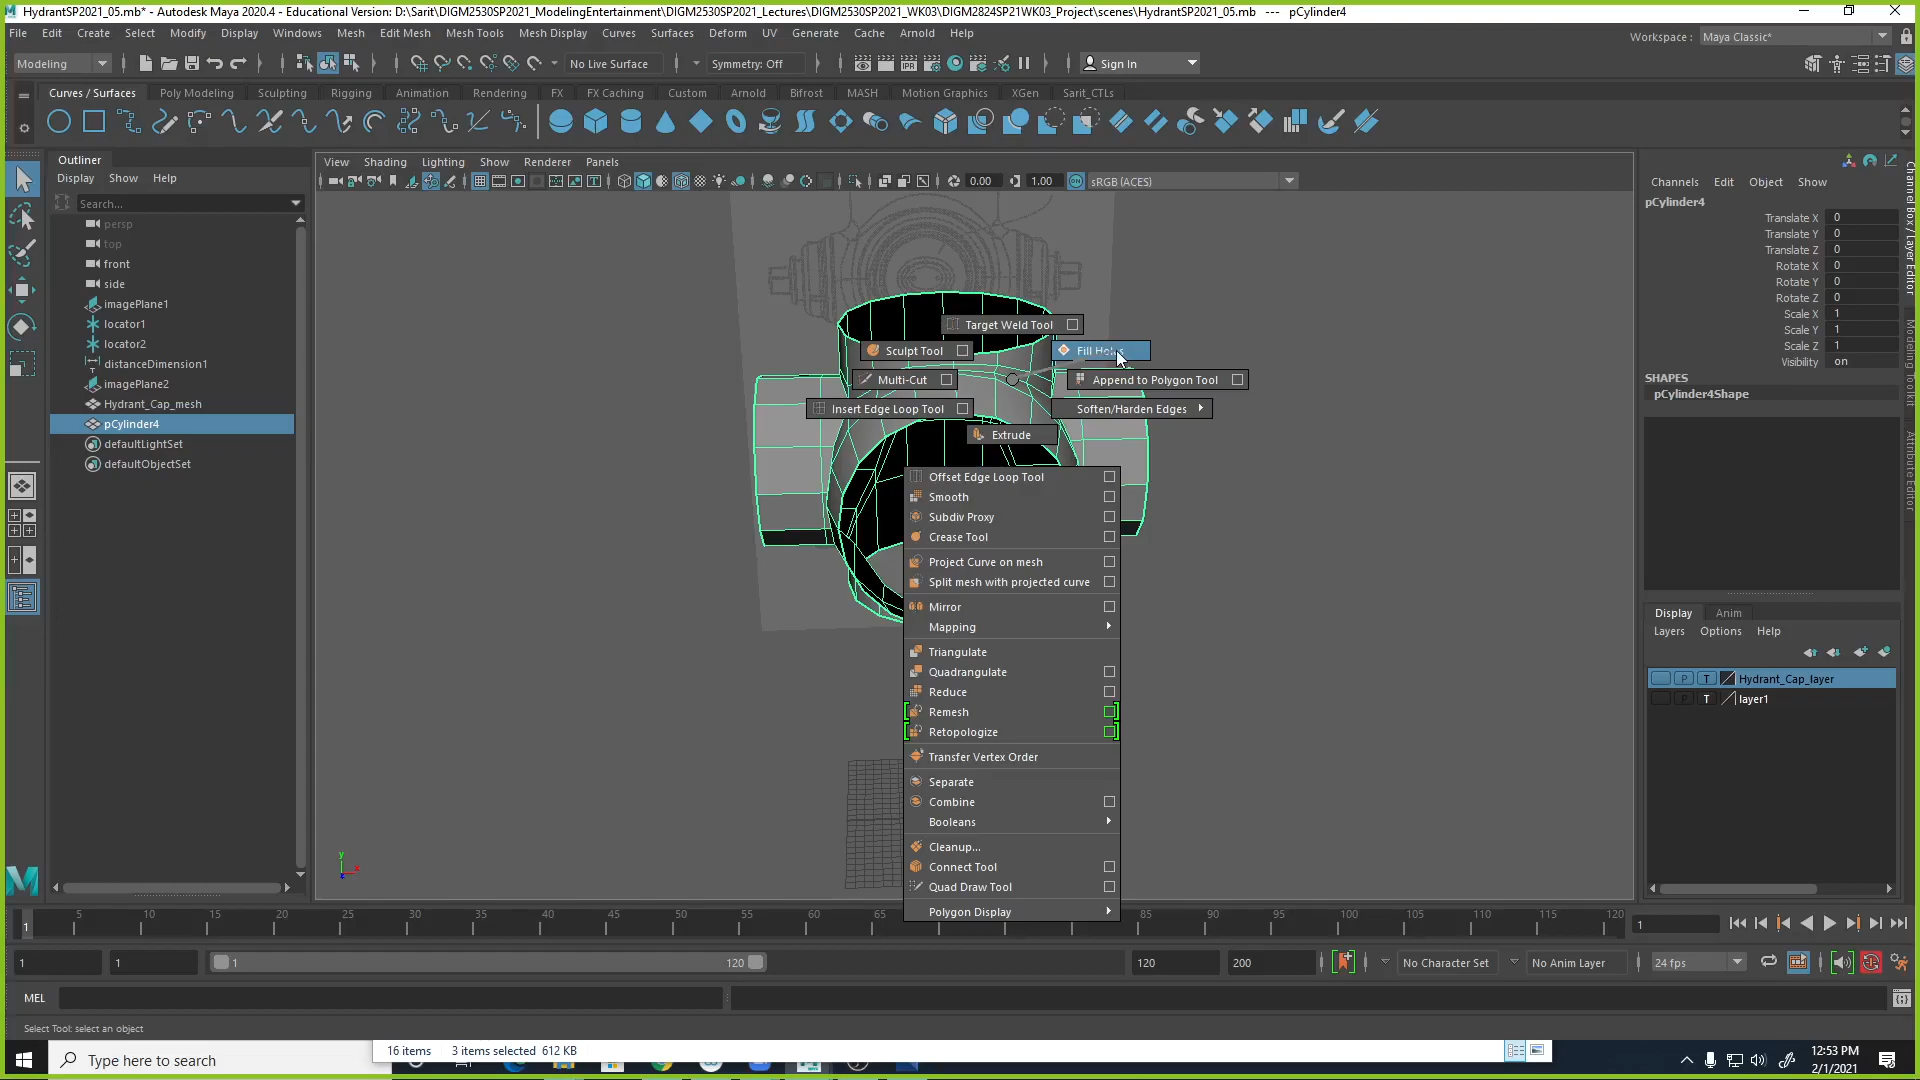 HydrantSP2021_05.mb* - Autodesk Maya 2020.4 - Educational Version: D:\Sarit\DIGM2530SP2021_ModelingEntertainment\DIGM2530SP2021_Lectures\DIGM2530SP2021_WK03\DIGM2824SP21WK03_Project\scenes\HydrantSP2021_05.mb --- pCylinder4
File Edit Create Select Modify Display Windows Mesh Edit Mesh Mesh Tools Mesh Display Curves Surfaces Deform UV Generate Cache Arnold Help
Workspace : Maya Classic*
Modeling No Live Surface Symmetry: Off Sign In
Curves / Surfaces Poly Modeling Sculpting Rigging Animation Rendering FX FX Caching Custom Arnold Bifrost MASH Motion Graphics XGen Sarit_CTLs
Outliner
Display Show Help
Search...
persp
top
front
side
imagePlane1
locator1
locator2
distanceDimension1
imagePlane2
Hydrant_Cap_mesh
pCylinder4
defaultLightSet
defaultObjectSet
View Shading Lighting Show Renderer Panels
0.00 1.00 sRGB (ACES)
Target Weld Tool
Sculpt Tool
Multi-Cut
Append to Polygon Tool
Insert Edge Loop Tool
Soften/Harden Edges
Extrude
Offset Edge Loop Tool
Smooth
Subdiv Proxy
Crease Tool
Project Curve on mesh
Split mesh with projected curve
Mirror
Mapping
Triangulate
Quadrangulate
Reduce
Remesh
Retopologize
Transfer Vertex Order
Separate
Combine
Booleans
Cleanup...
Connect Tool
Quad Draw Tool
Polygon Display
y
Channels Edit Object Show
pCylinder4
Translate X 0
Translate Y 0
Translate Z 0
Rotate X 0
Rotate Y 0
Rotate Z 0
Scale X 1
Scale Y 1
Scale Z 1
Visibility on
SHAPES
pCylinder4Shape
Channel Box / Layer Editor
Modeling Toolkit
Attribute Editor
Display Anim
Layers Options Help
P T Hydrant_Cap_layer
T layer1
5 10 15 20 25 30 35 40 45 50 55 60 65 85 90 95 100 105 110 115 120
1 1
1 1 1 120 120 200 No Character Set No Anim Layer 24 fps
MEL
Select Tool: select an object
Type here to search
16 items 3 items selected 612 KB
12:53 PM
2/1/2021